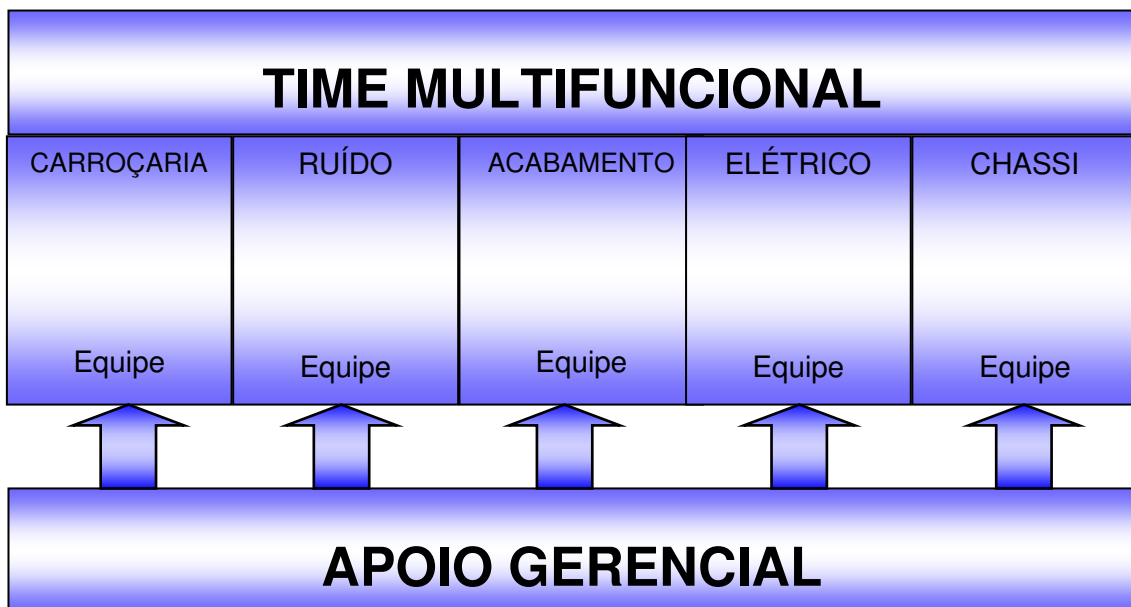 TIME MULTIFUNCIONAL
CARROÇARIA
RUÍDO
ACABAMENTO
ELÉTRICO
CHASSI
Equipe
Equipe
Equipe
Equipe
Equipe
APOIO GERENCIAL